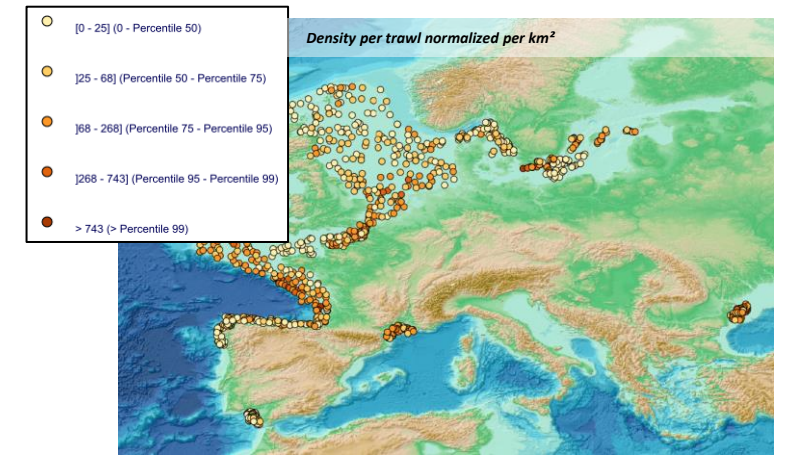 [0 - 25] (0 - Percentile 50)
]25 - 68] (Percentile 50 - Percentile 75)
]68 - 268] (Percentile 75 - Percentile 95)
]268 - 743] (Percentile 95 - Percentile 99)
> 743 (> Percentile 99)
Density per trawl normalized per km²